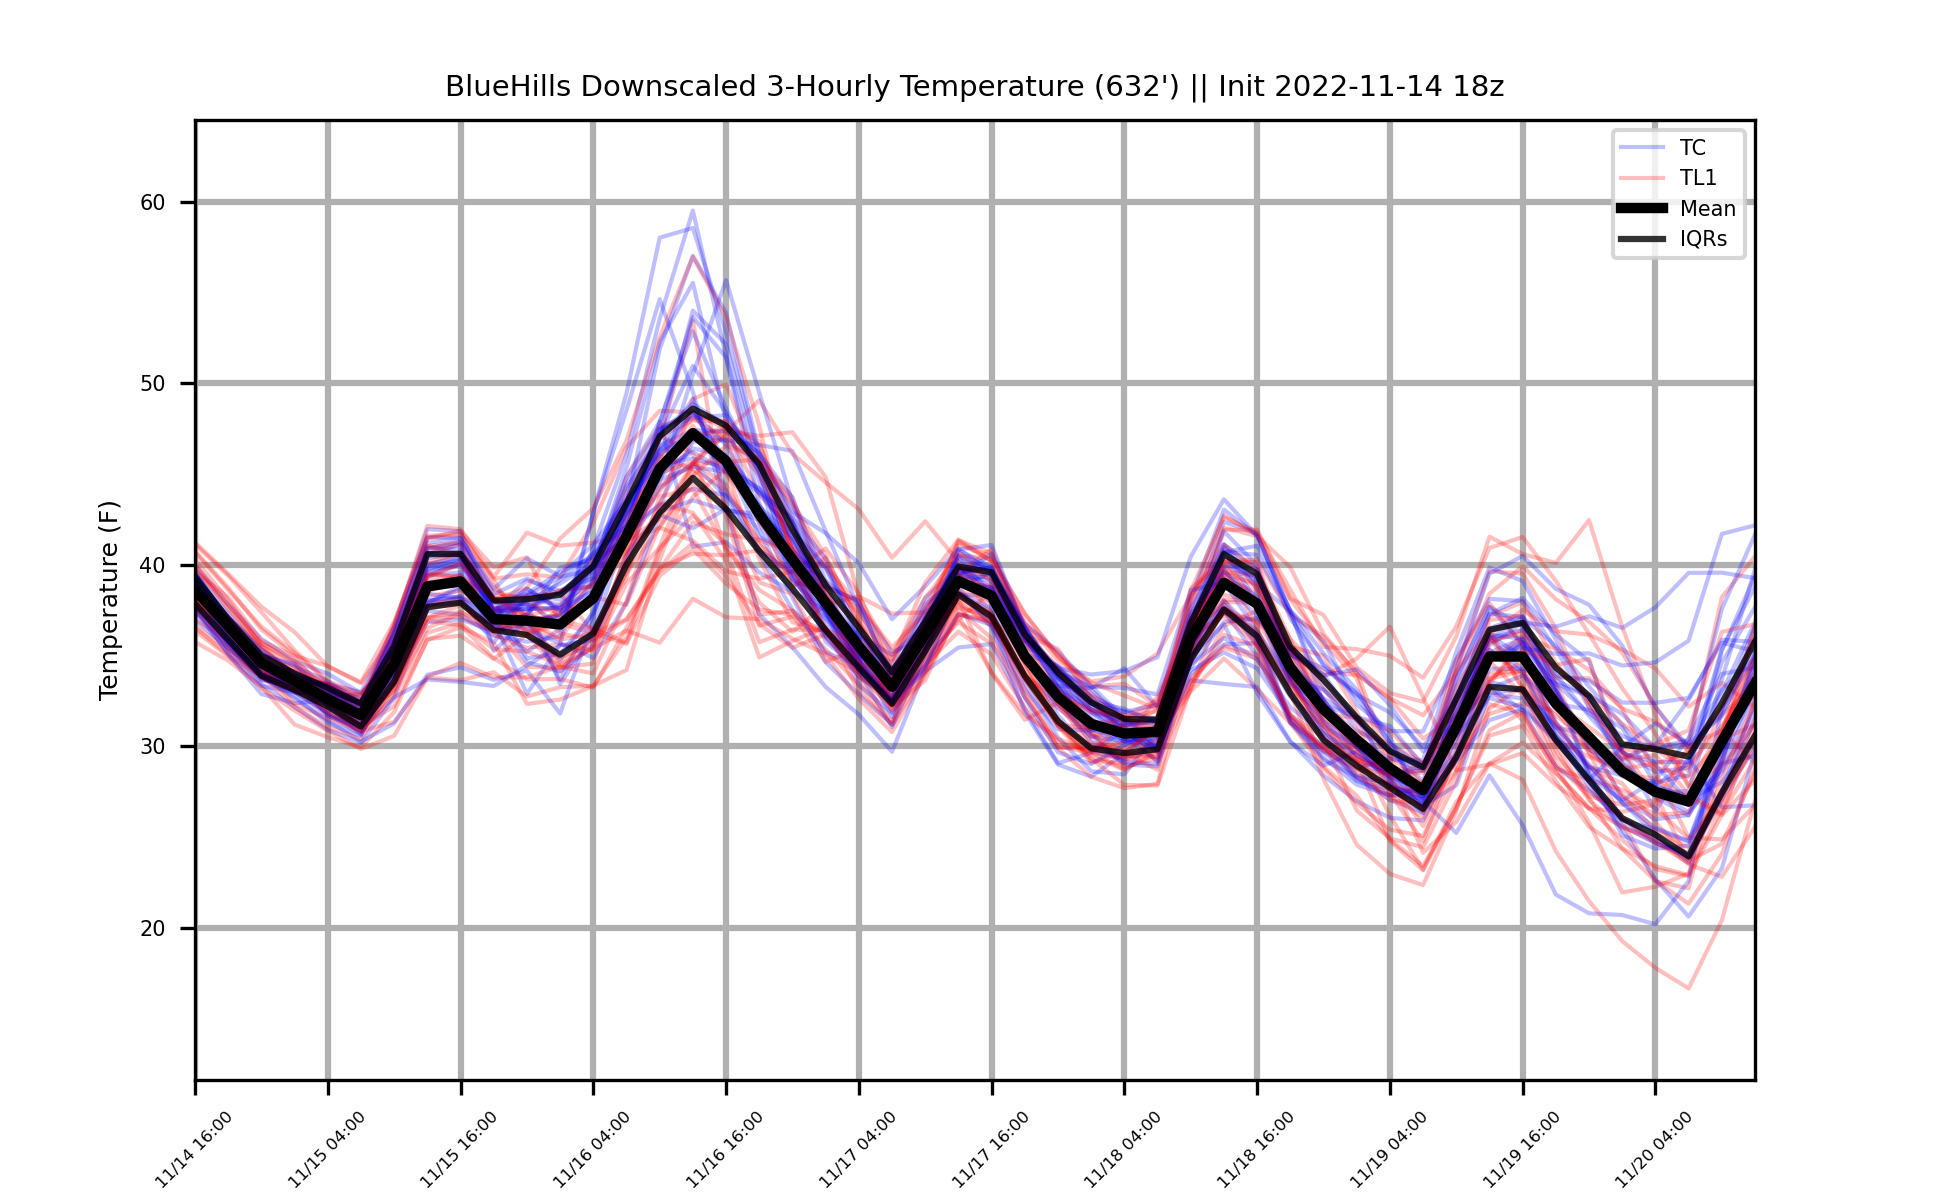 BlueHills Downscaled 3-Hourly Temperature (632') || Init 2022-11-14 18z
TC
TL1
Mean
IQRs
Temperature (F)
60
50
40
30
20
11/14 16:00
11/15 04:00
11/15 16:00
11/16 04:00
11/16 16:00
11/17 04:00
11/17 16:00
11/18 04:00
11/18 16:00
11/19 04:00
11/19 16:00
11/20 04:00